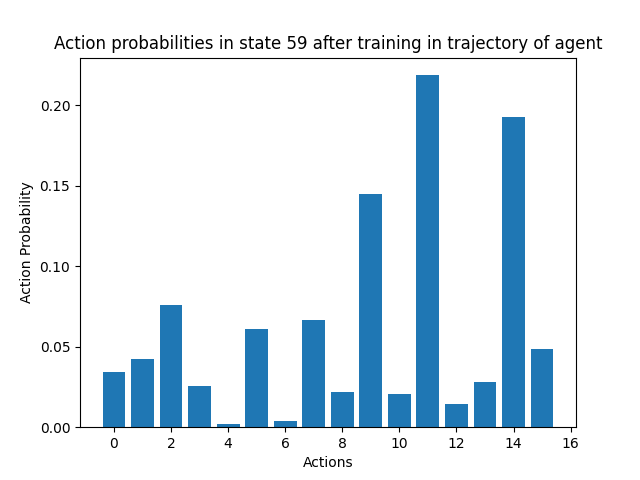 Action probabilities in state 59 after training in trajectory of agent
0.20
0.15
0.10
0.05
0.00
Action Probability
0 2 4 6 8 10 12 14 16
Actions